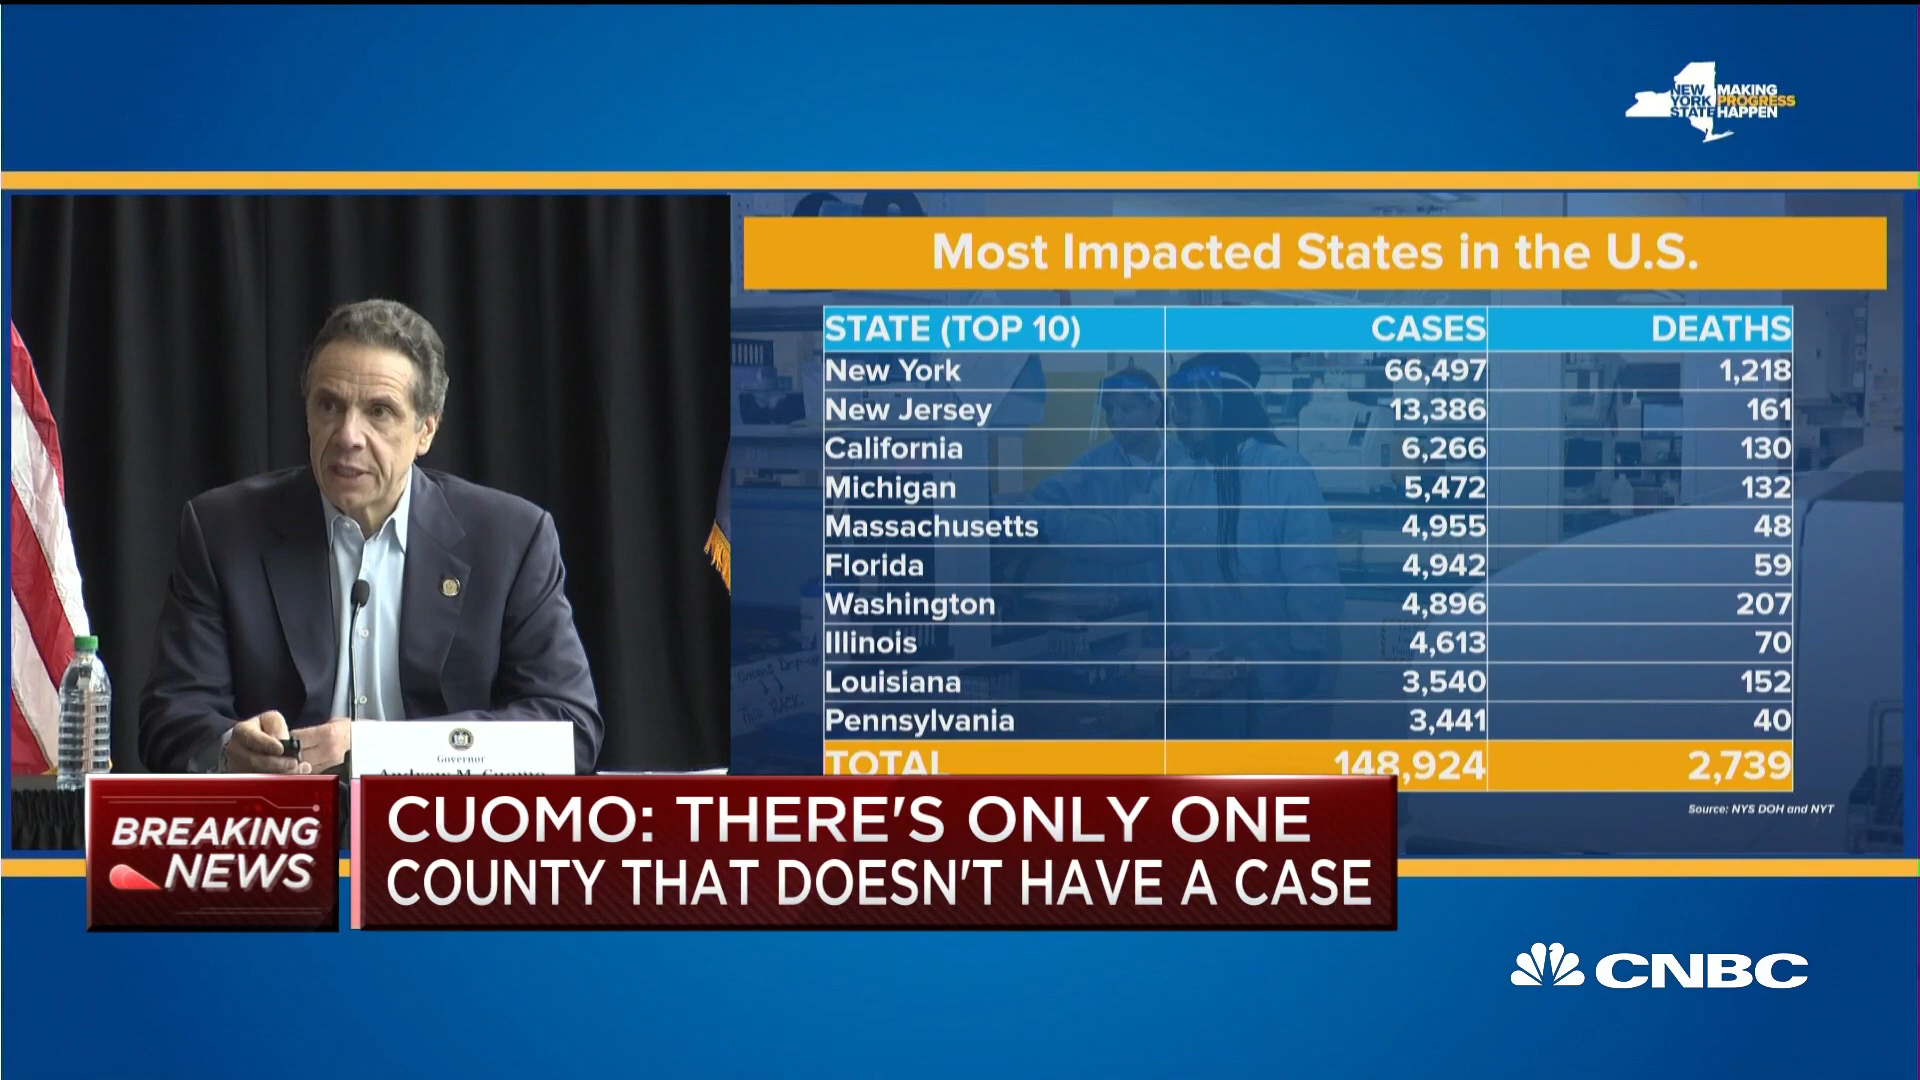 NEW YORK STATE
MAKING PROGRESS HAPPEN
Most Impacted States in the U.S.
STATE (TOP 10) CASES DEATHS
New York 66,497 1,218
New Jersey 13,386 161
California 6,266 130
Michigan 5,472 132
Massachusetts 4,955 48
Florida 4,942 59
Washington 4,896 207
Illinois 4,613 70
Louisiana 3,540 152
Pennsylvania 3,441 40
TOTAL 148,924 2,739
Source: NYS DOH and NYT
Governor
Andrew M. Cuomo
BREAKING NEWS
CUOMO: THERE'S ONLY ONE
COUNTY THAT DOESN'T HAVE A CASE
CNBC